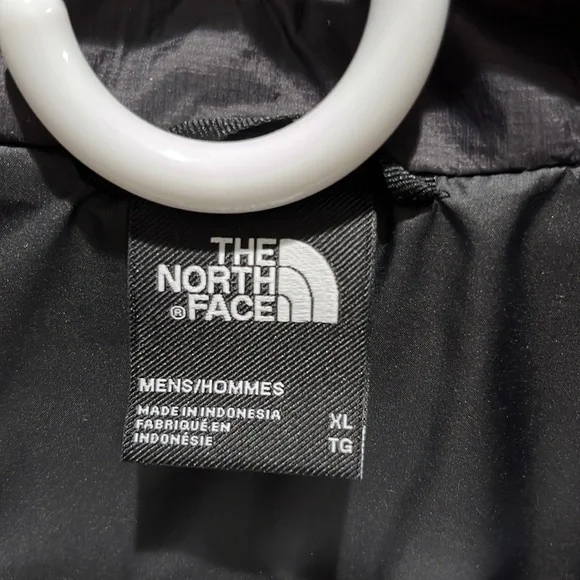 THE
NORTH
® FACE
MENS/HOMMES
MADE IN INDONESIA
FABRIQUÉ EN
INDONÉSIE
XL
TG